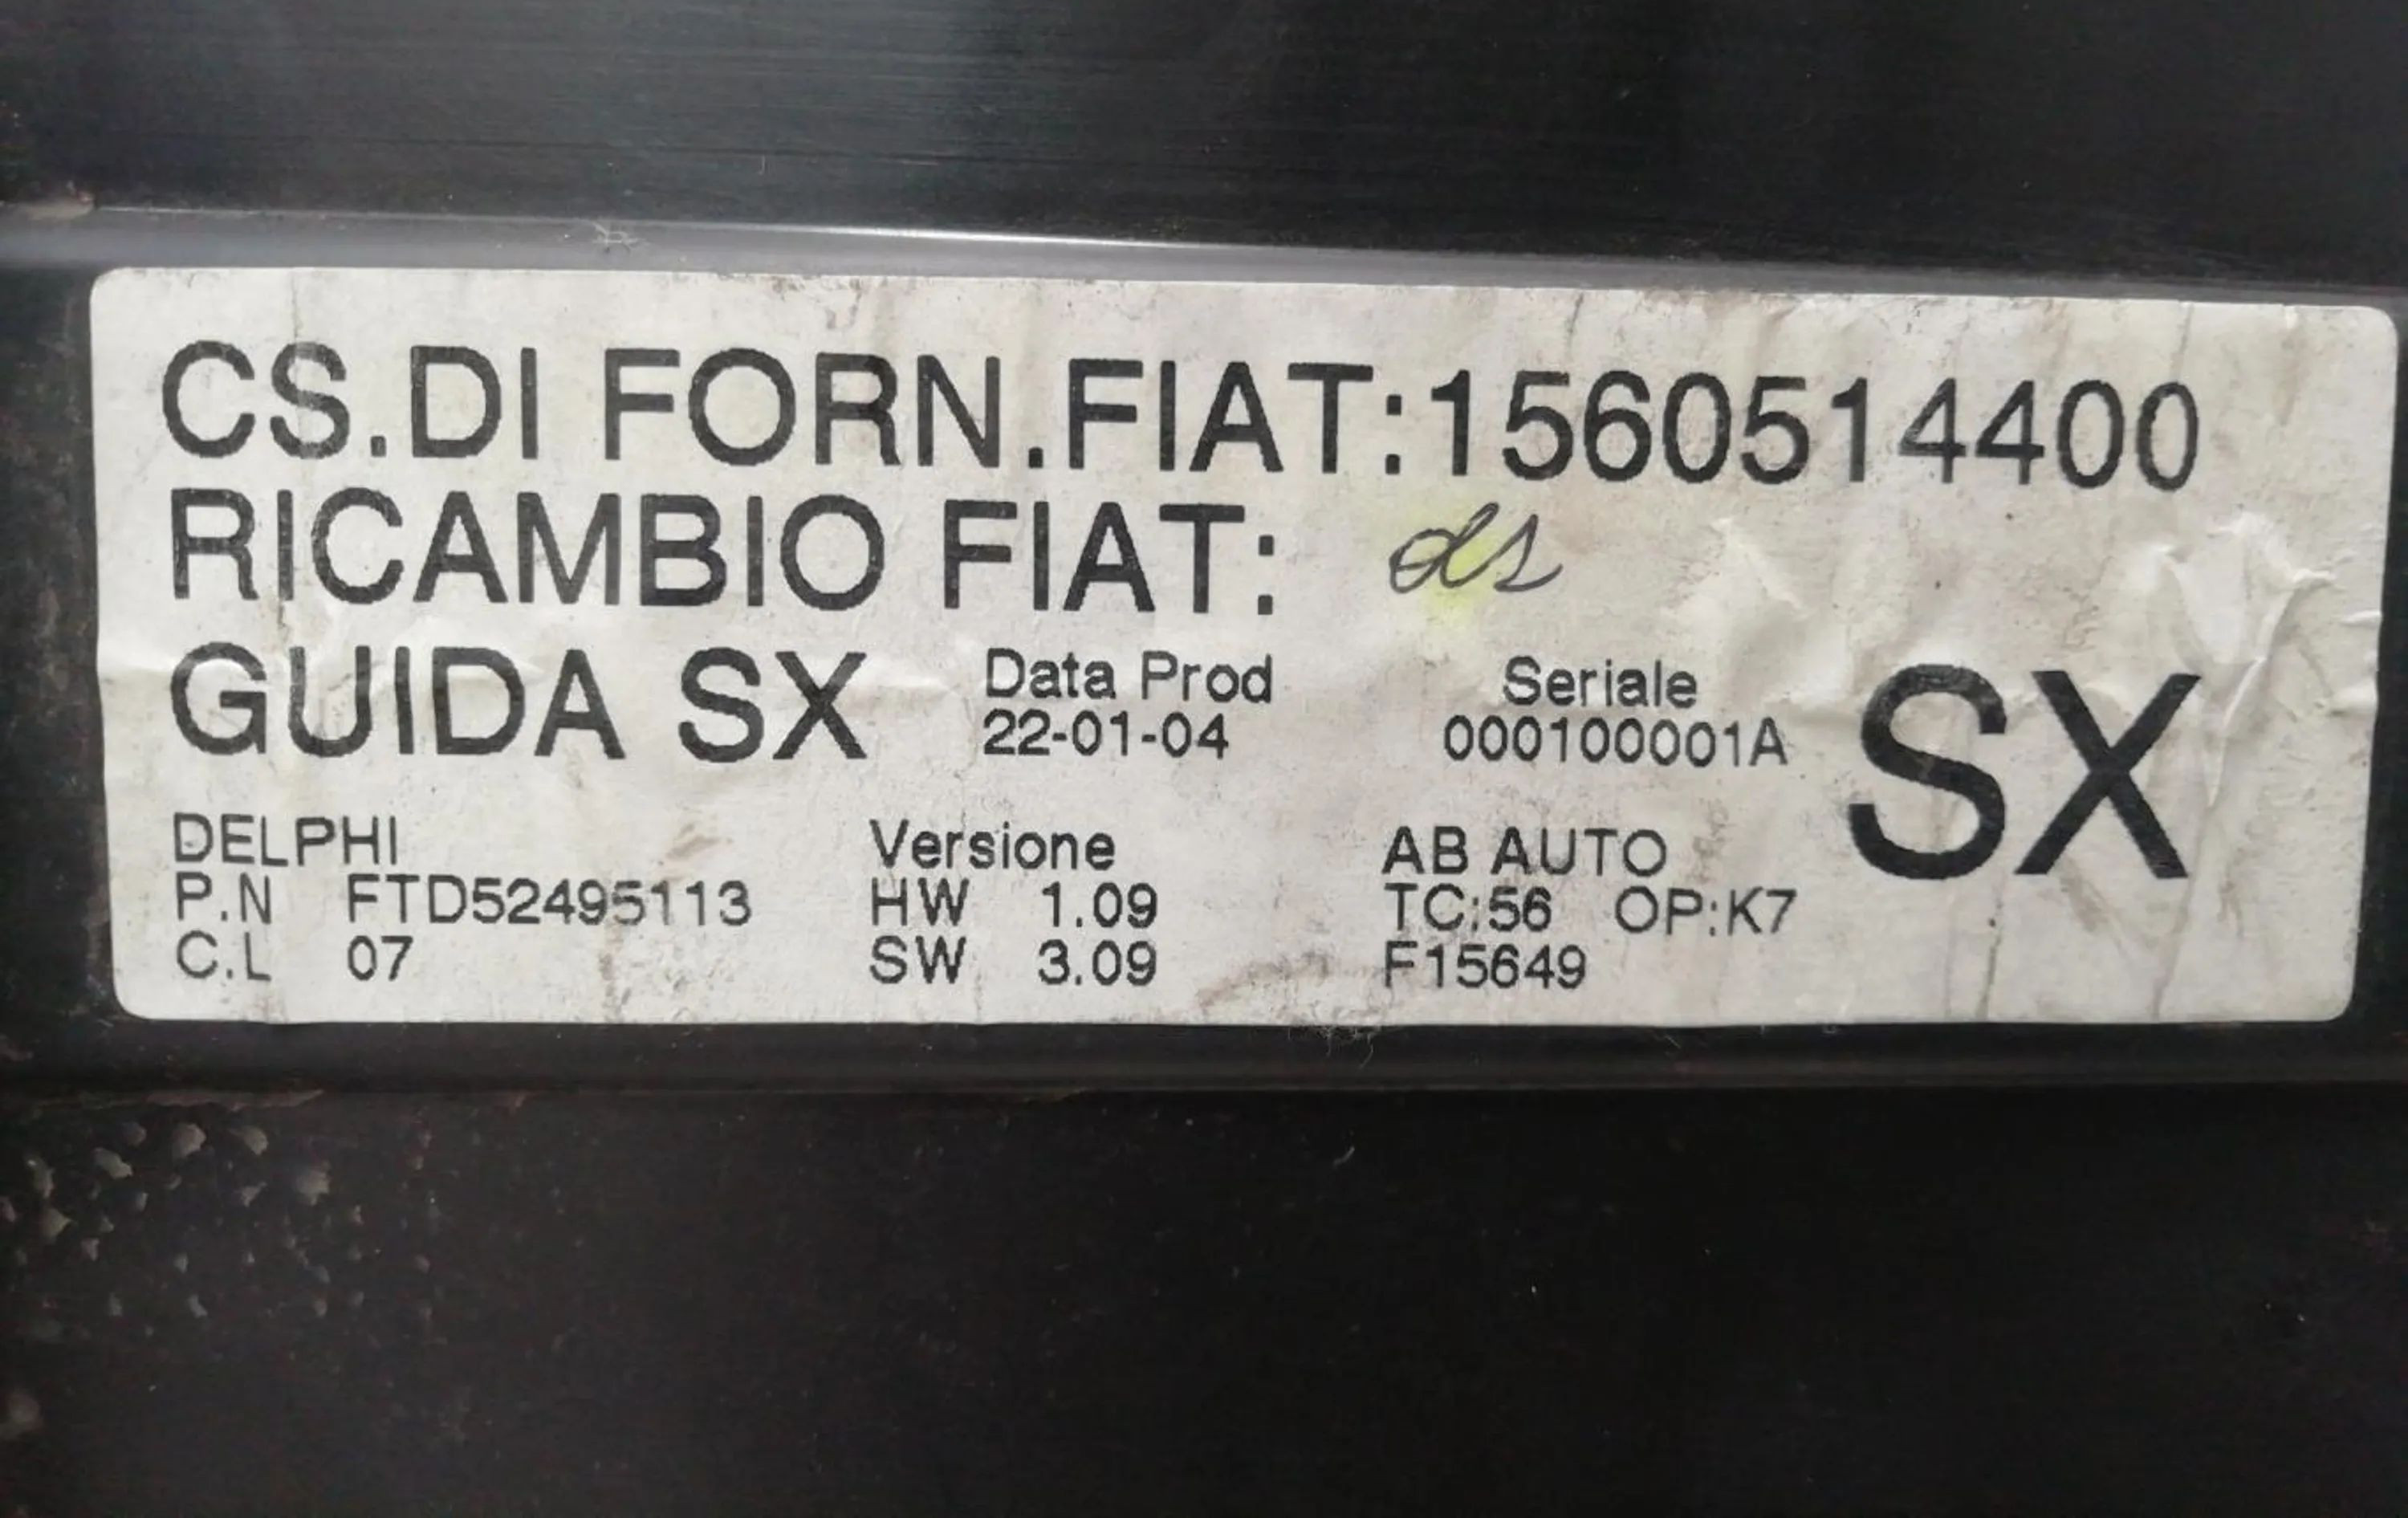 CS.DI FORN.FIAT:1560514400
RICAMBIO FIAT:
GUIDA SX Data Prod Seriale SX
22-01-04 000100001A
DELPHI Versione AB AUTO
P.N FTD52495113 HW 1.09 TC:56 OP:K7
C.L 07 SW 3.09 F15649